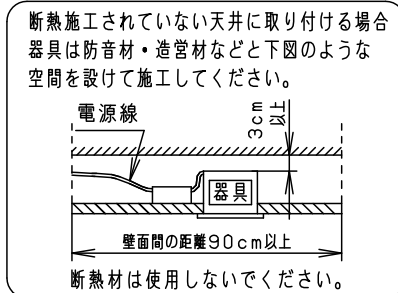 断熱施工されていない天井に取り付ける場合
器具は防音材・造営材などと下図のような
空間を設けて施工してください。
電源線
3cm
以上
器具
壁面間の距離90cm以上
断熱材は使用しないでください。